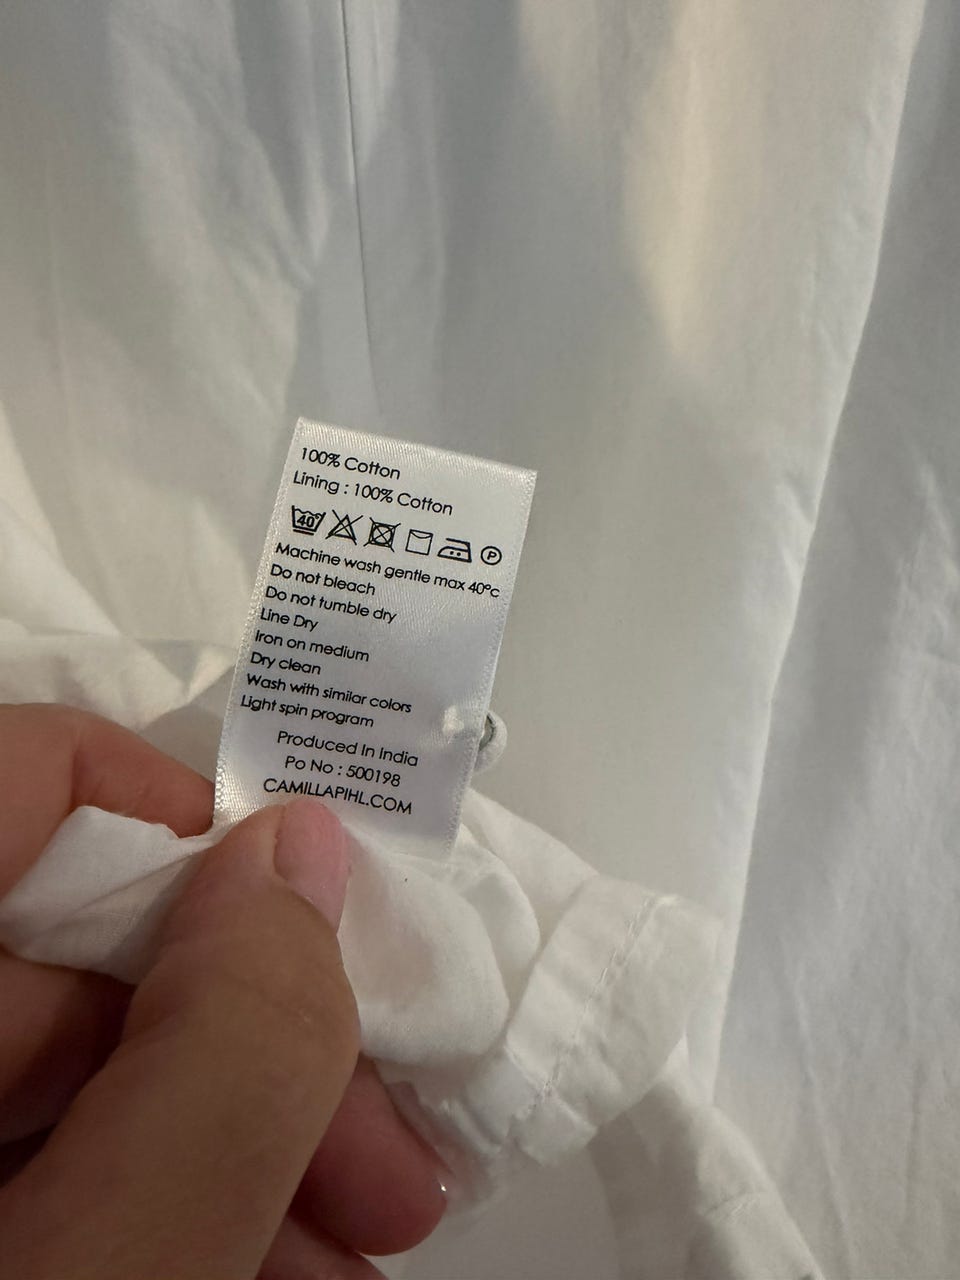 100% Cotton
Lining : 100% Cotton
40° P
Machine wash gentle max 40°c
Do not bleach
Do not tumble dry
Line Dry
Iron on medium
Dry clean
Wash with similar colors
Light spin program
Produced In India
Po No : 500198
CAMILLAPIHL.COM